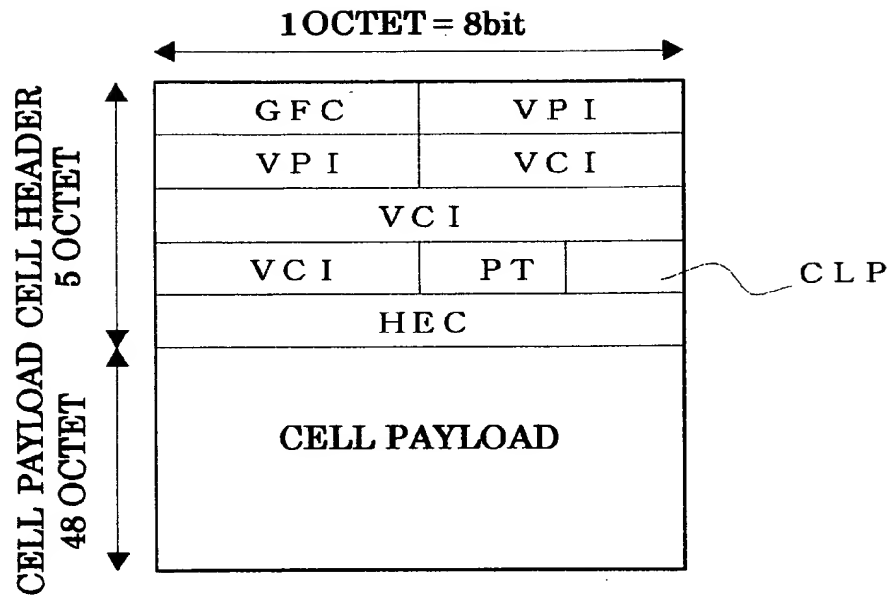 1 OCTET = 8bit
GFC VPI
VPI VCI
VCI
VCI PT CLP
HEC
CELL PAYLOAD
CELL HEADER
5 OCTET
CELL PAYLOAD
48 OCTET